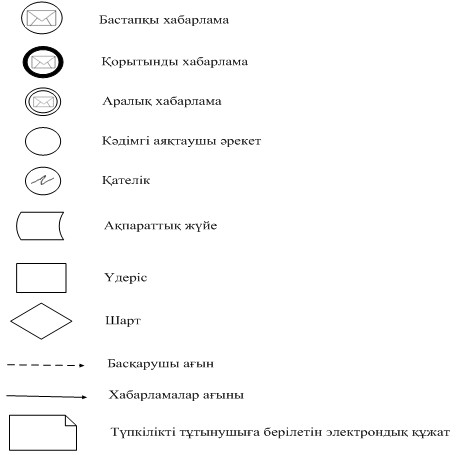 Бастапқы хабарлама
Қорытынды хабарлама
Аралық хабарлама
Кәдімгі аяқтаушы әрекет
Қателік
Ақпараттық жүйе
Үдеріс
Шарт
Басқарушы ағын
Хабарламалар ағыны
Түпкілікті тұтынушыға берілетін электрондық құжат